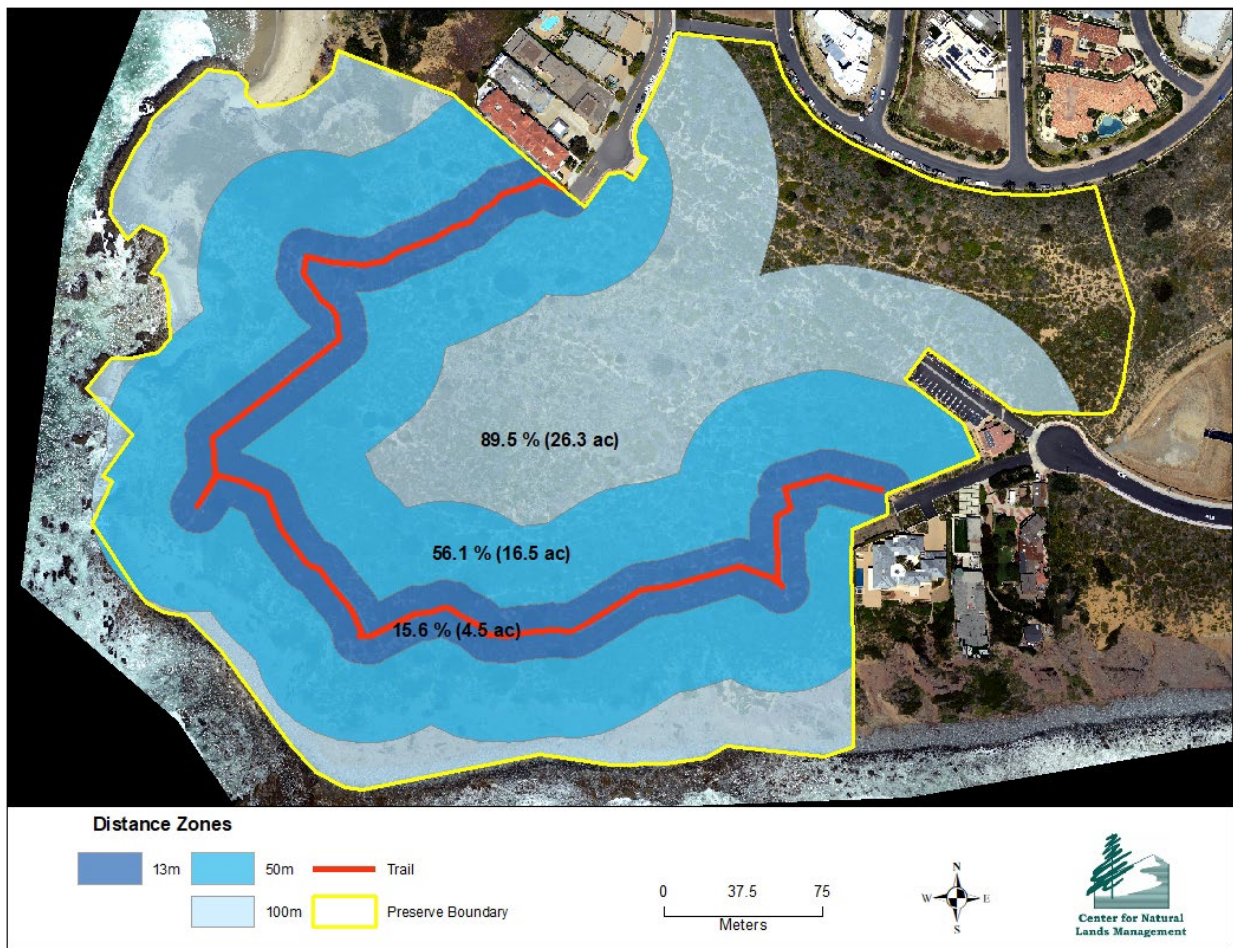 89.5 % (26.3 ac)
56.1 % (16.5 ac)
15.6 % (4.5 ac)
Distance Zones
13m
50m
Trail
100m
Preserve Boundary
0 37.5 75
Meters
N
W E
S
Center for Natural
Lands Management